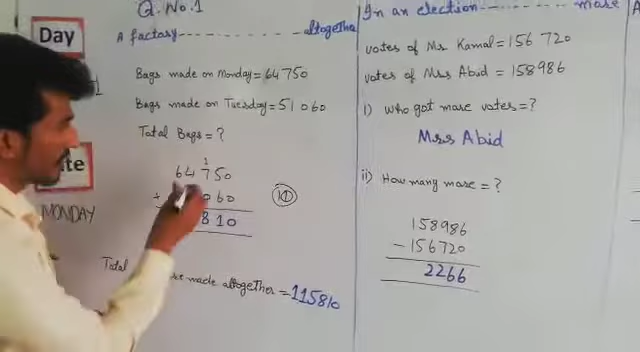 Day
MONDAY
Q.No.1
A factory------------altogether
Bags made on Monday=64750
Bags made on Tuesday=51060
Total Bags=?
1
64750
+ 060
810
10
Total made altogether=115810
In an election------------more
votes of Mr Kamal=156720
votes of Mrs Abid=158986
i) who got more votes=?
Mrs Abid
ii) How many more=?
158986
-156720
2266